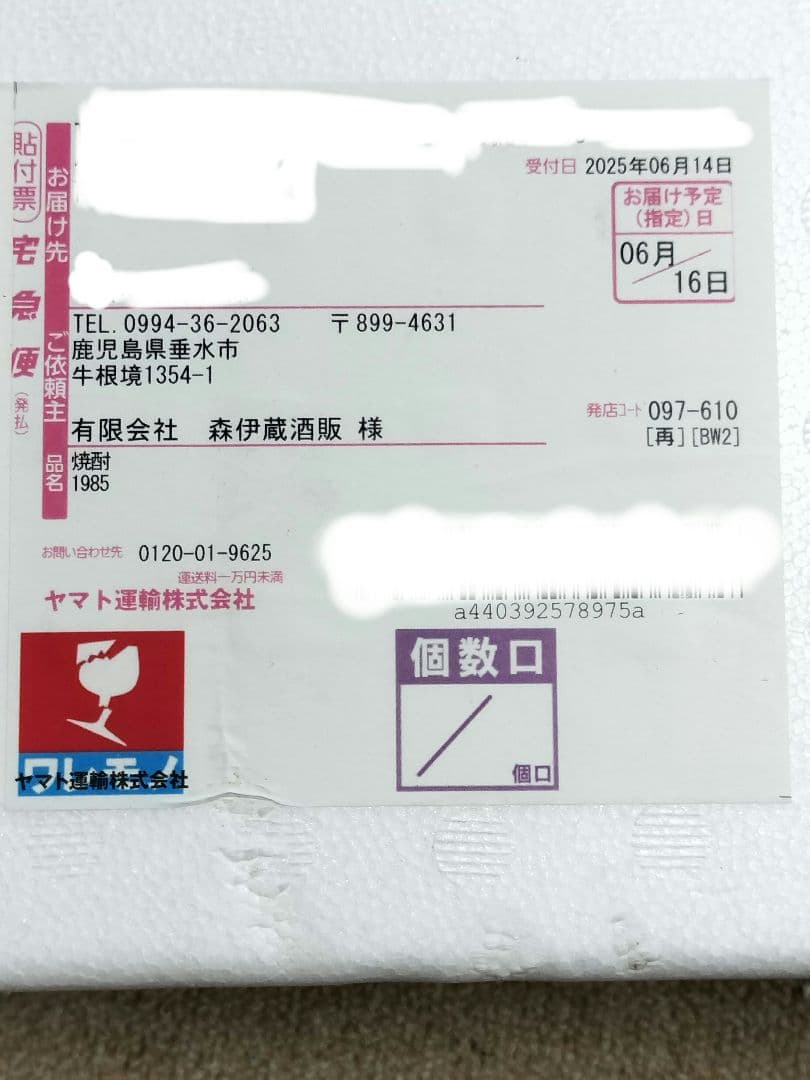 貼付票
宅急便
(発払)
お届け先
受付日 2025年06月14日
お届け予定
(指定)日
06月
16日
ご依頼主
TEL. 0994-36-2063 〒899-4631
鹿児島県垂水市
牛根境1354-1
有限会社 森伊蔵酒販 様
発店コート 097-610
[再][BW2]
品名
焼酎
1985
お問い合わせ先 0120-01-9625
運送料一万円未満
ヤマト運輸株式会社
a440392578975a
ワレモノ
ヤマト運輸株式会社
個数口
個口